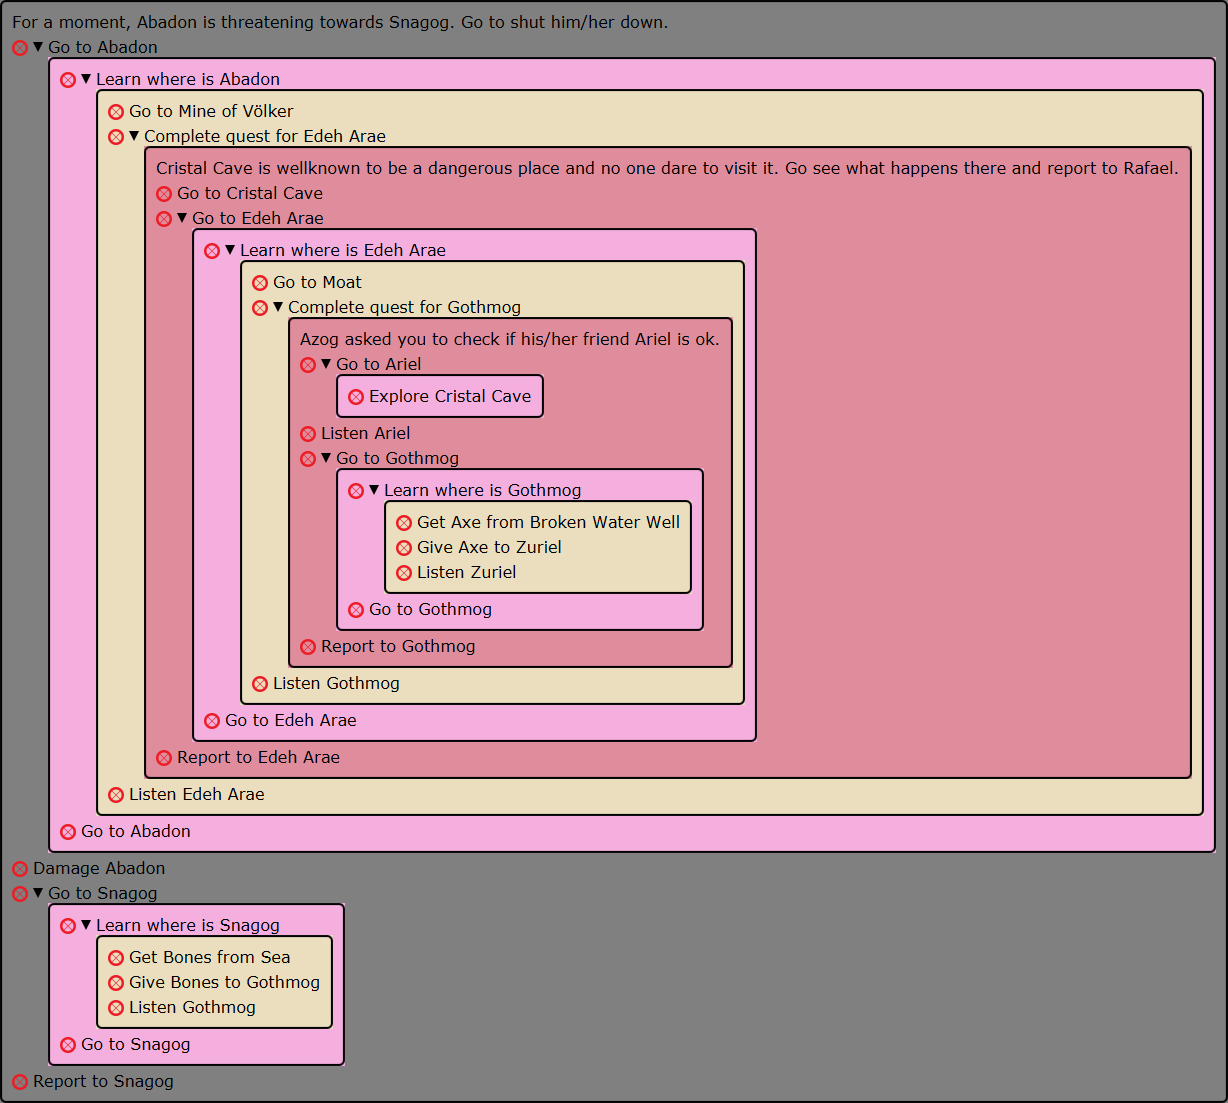 For a moment, Abadon is threatening towards Snagog. Go to shut him/her down.
Go to Abadon
Learn where is Abadon
Go to Mine of Völker
Complete quest for Edeh Arae
Cristal Cave is wellknown to be a dangerous place and no one dare to visit it. Go see what happens there and report to Rafael.
Go to Cristal Cave
Go to Edeh Arae
Learn where is Edeh Arae
Go to Moat
Complete quest for Gothmog
Azog asked you to check if his/her friend Ariel is ok.
Go to Ariel
Explore Cristal Cave
Listen Ariel
Go to Gothmog
Learn where is Gothmog
Get Axe from Broken Water Well
Give Axe to Zuriel
Listen Zuriel
Go to Gothmog
Report to Gothmog
Listen Gothmog
Go to Edeh Arae
Report to Edeh Arae
Listen Edeh Arae
Go to Abadon
Damage Abadon
Go to Snagog
Learn where is Snagog
Get Bones from Sea
Give Bones to Gothmog
Listen Gothmog
Go to Snagog
Report to Snagog